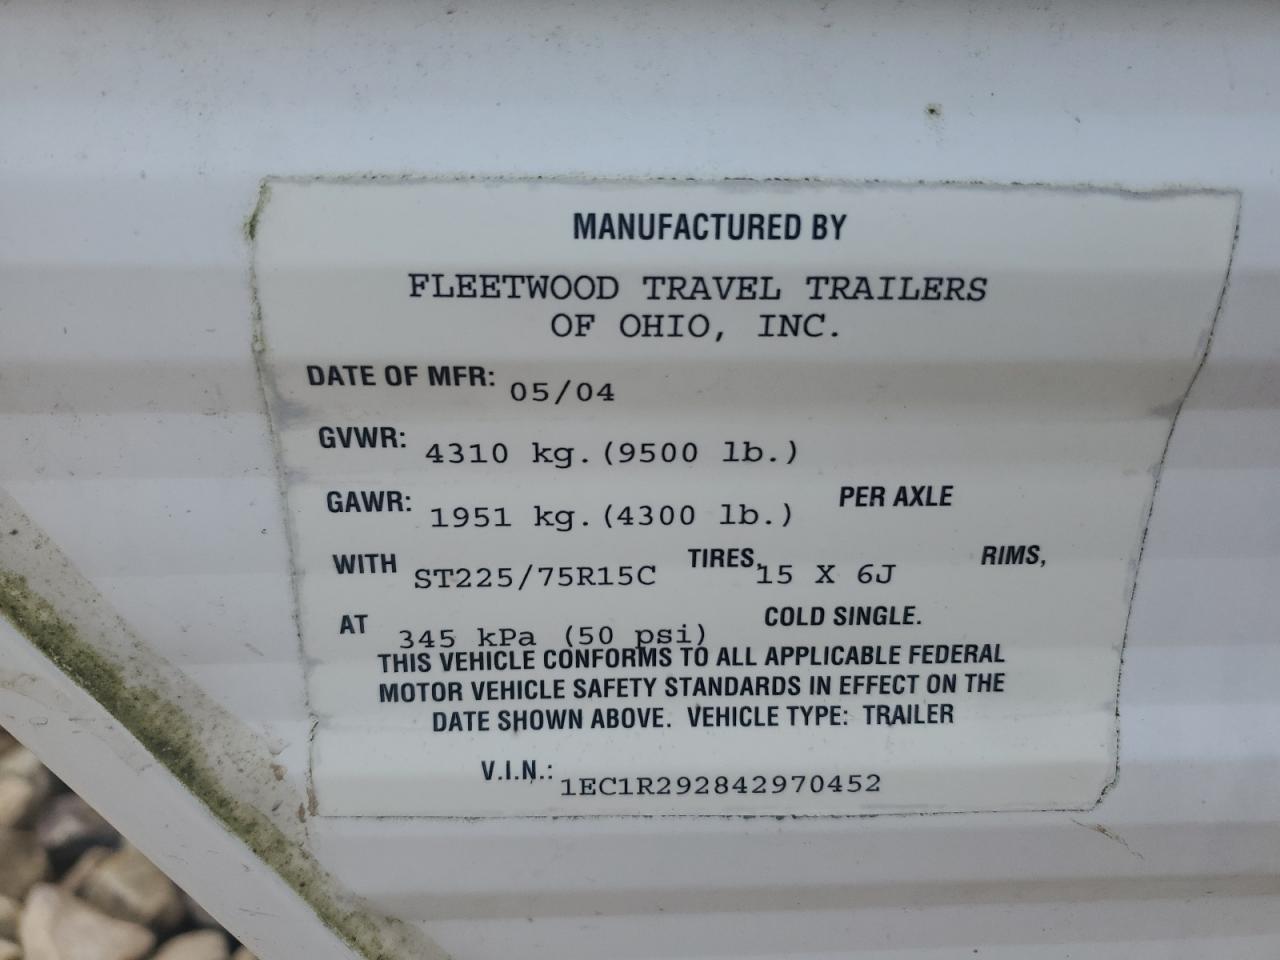 MANUFACTURED BY
FLEETWOOD TRAVEL TRAILERS
OF OHIO, INC.
DATE OF MFR: 05/04
GVWR: 4310 kg.(9500 lb.)
GAWR: 1951 kg.(4300 lb.) PER AXLE
WITH ST225/75R15C TIRES, 15 X 6J RIMS,
AT 345 kPa (50 psi) COLD SINGLE.
THIS VEHICLE CONFORMS TO ALL APPLICABLE FEDERAL
MOTOR VEHICLE SAFETY STANDARDS IN EFFECT ON THE
DATE SHOWN ABOVE. VEHICLE TYPE: TRAILER
V.I.N.: 1EC1R292842970452